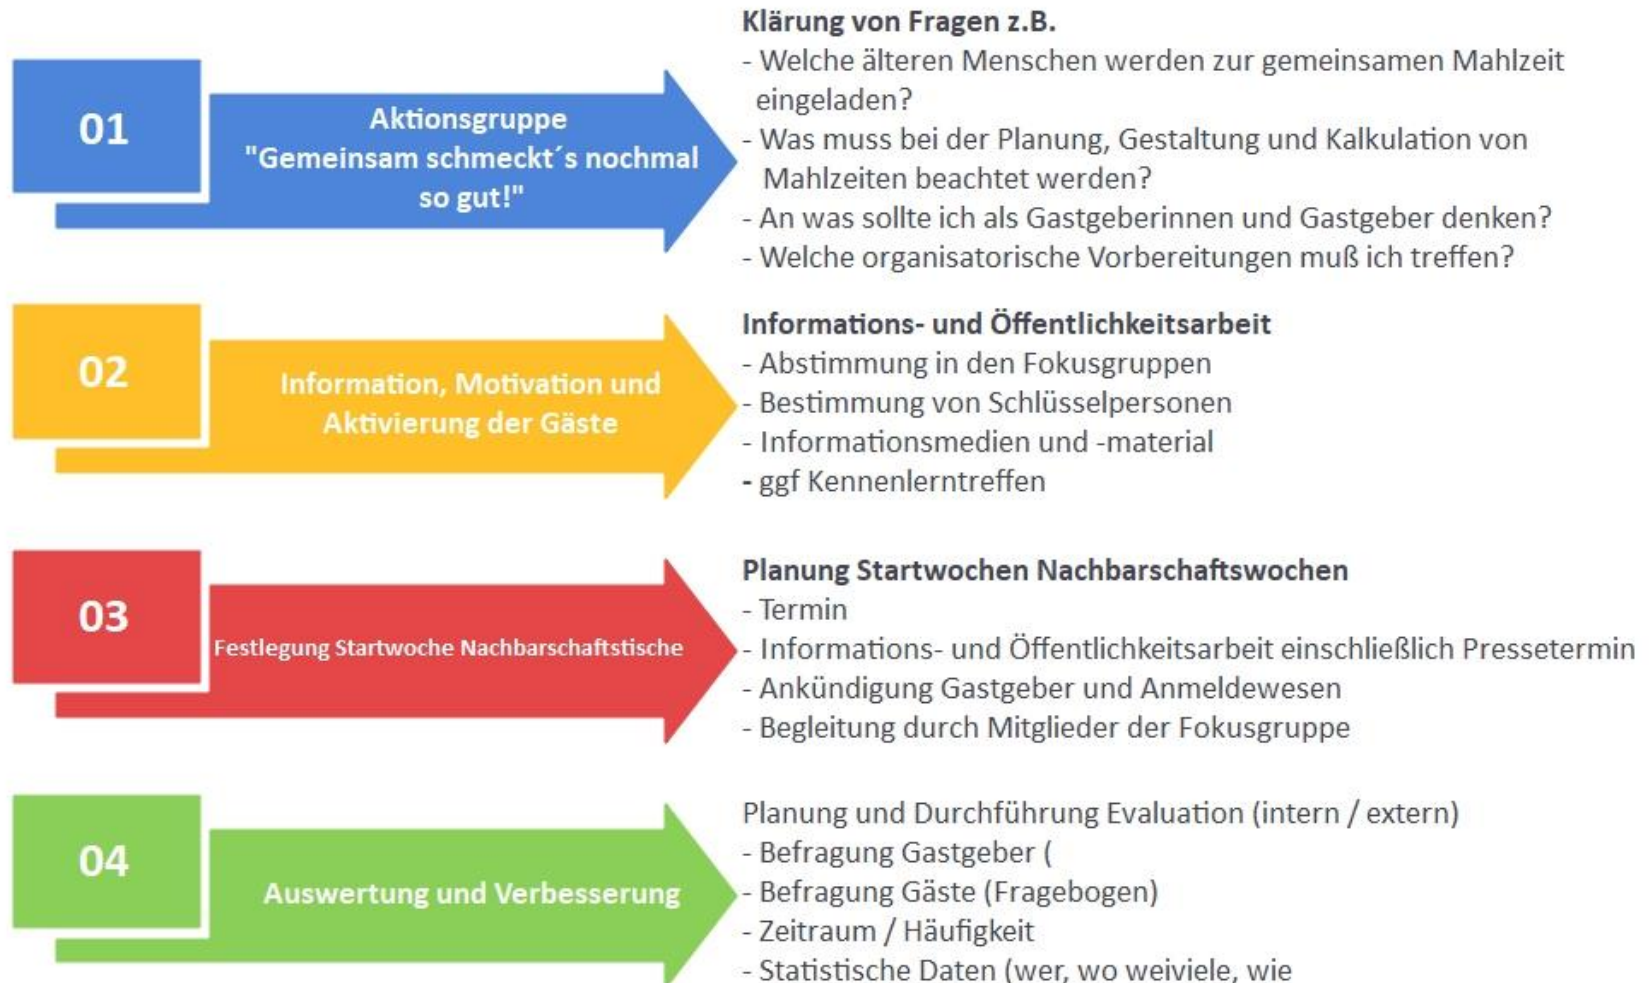 01
Aktionsgruppe
"Gemeinsam schmeckt´s nochmal
so gut!"
Klärung von Fragen z.B.
- Welche älteren Menschen werden zur gemeinsamen Mahlzeit
eingeladen?
- Was muss bei der Planung, Gestaltung und Kalkulation von
Mahlzeiten beachtet werden?
- An was sollte ich als Gastgeberinnen und Gastgeber denken?
- Welche organisatorische Vorbereitungen muß ich treffen?
02
Information, Motivation und
Aktivierung der Gäste
Informations- und Öffentlichkeitsarbeit
- Abstimmung in den Fokusgruppen
- Bestimmung von Schlüsselpersonen
- Informationsmedien und -material
- ggf Kennenlerntreffen
03
Festlegung Startwoche Nachbarschaftstische
Planung Startwochen Nachbarschaftswochen
- Termin
- Informations- und Öffentlichkeitsarbeit einschließlich Pressetermin
- Ankündigung Gastgeber und Anmeldewesen
- Begleitung durch Mitglieder der Fokusgruppe
04
Auswertung und Verbesserung
Planung und Durchführung Evaluation (intern / extern)
- Befragung Gastgeber (
- Befragung Gäste (Fragebogen)
- Zeitraum / Häufigkeit
- Statistische Daten (wer, wo weiviele, wie